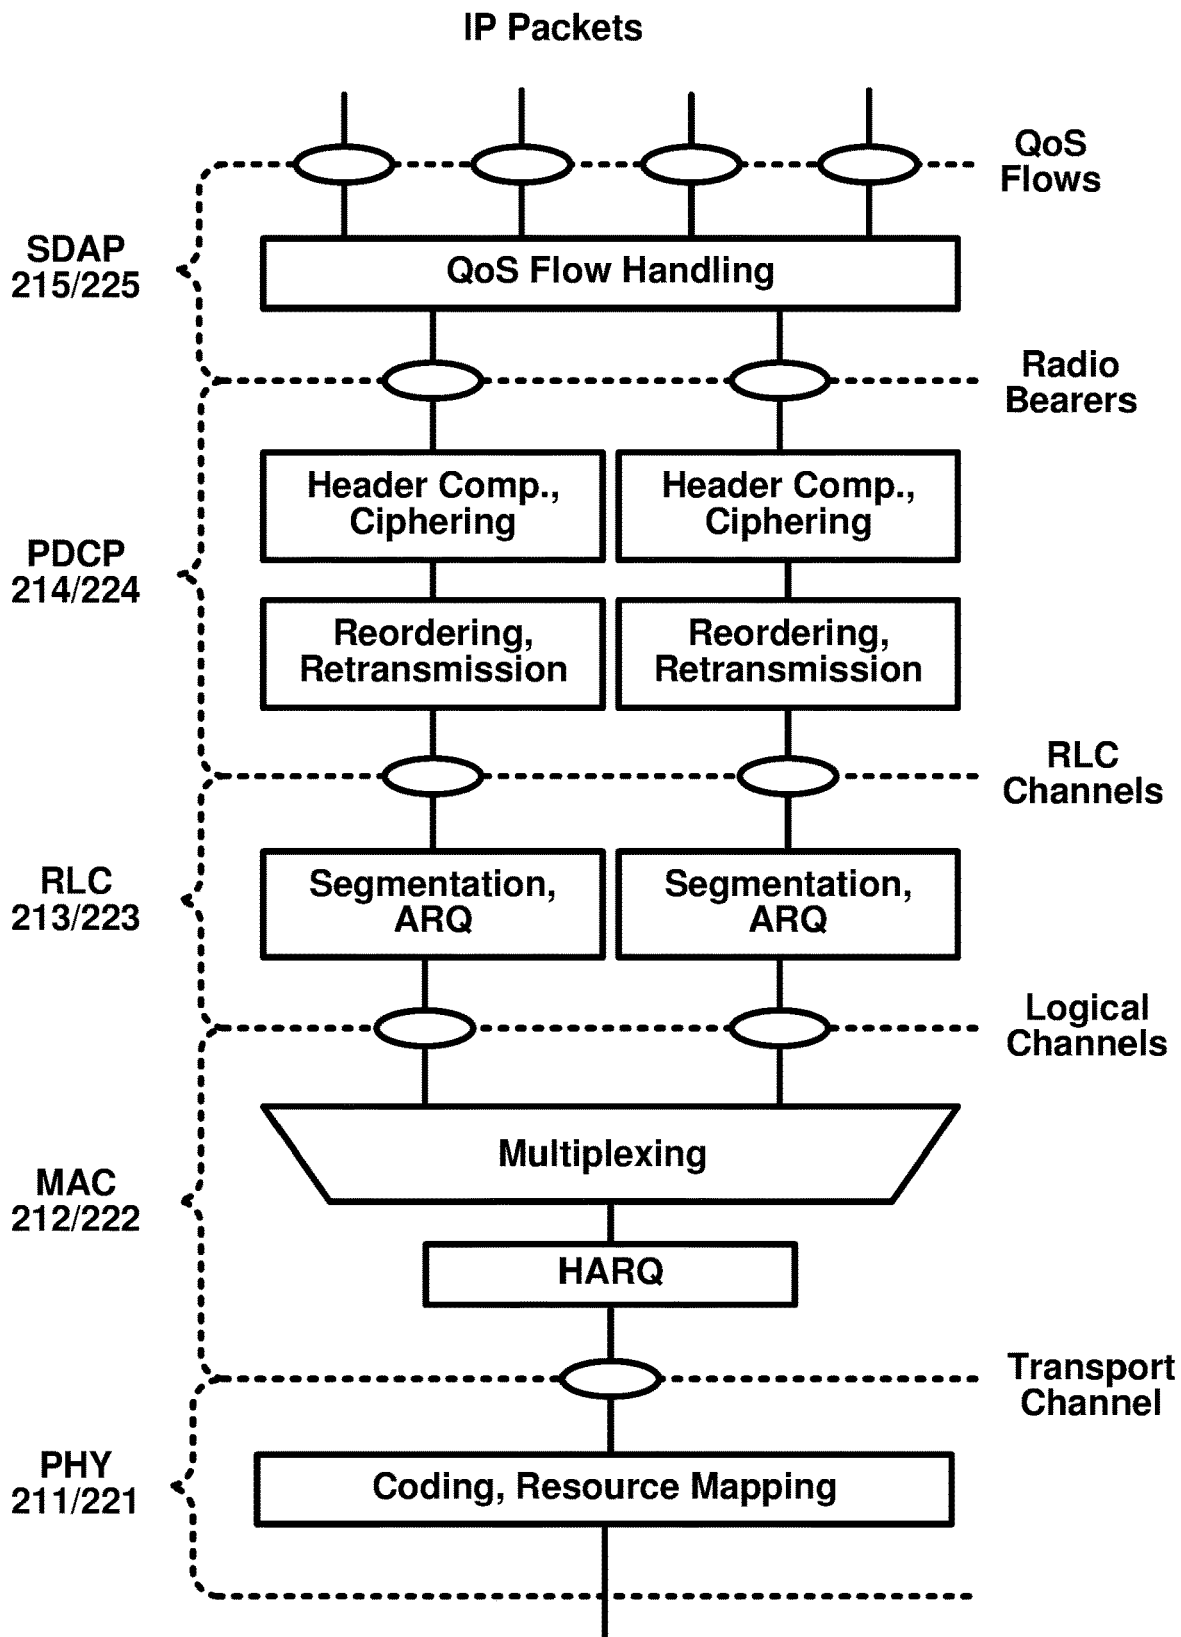 IP Packets
QoS
Flows
SDAP
215/225
QoS Flow Handling
Radio
Bearers
Header Comp.,
Ciphering
Header Comp.,
Ciphering
PDCP
214/224
Reordering,
Retransmission
Reordering,
Retransmission
RLC
Channels
RLC
213/223
Segmentation,
ARQ
Segmentation,
ARQ
Logical
Channels
Multiplexing
MAC
212/222
HARQ
Transport
Channel
PHY
211/221
Coding, Resource Mapping